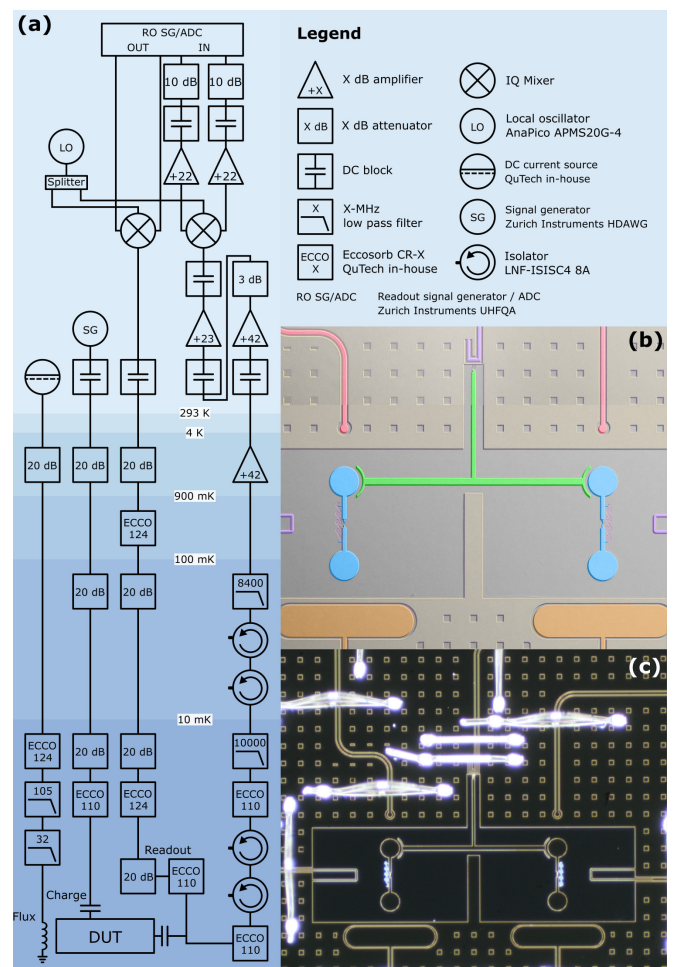 (a)
RO SG/ADC
OUT
IN
10 dB
10 dB
LO
Splitter
+22
+22
3 dB
SG
+23
+42
293 K
4 K
20 dB
20 dB
20 dB
+42
900 mK
ECCO
124
100 mK
20 dB
20 dB
8400
10 mK
ECCO
124
20 dB
20 dB
10000
105
ECCO
110
ECCO
124
ECCO
110
32
Readout
20 dB
ECCO
110
Charge
Flux
DUT
ECCO
110
Legend
+X
X dB amplifier
IQ Mixer
X dB
X dB attenuator
LO
Local oscillator
AnaPico APMS20G-4
DC block
DC current source
QuTech in-house
X
X-MHz
low pass filter
SG
Signal generator
Zurich Instruments HDAWG
ECCO
X
Eccosorb CR-X
QuTech in-house
Isolator
LNF-ISISC4 8A
RO SG/ADC
Readout signal generator / ADC
Zurich Instruments UHFQA
(b)
(c)